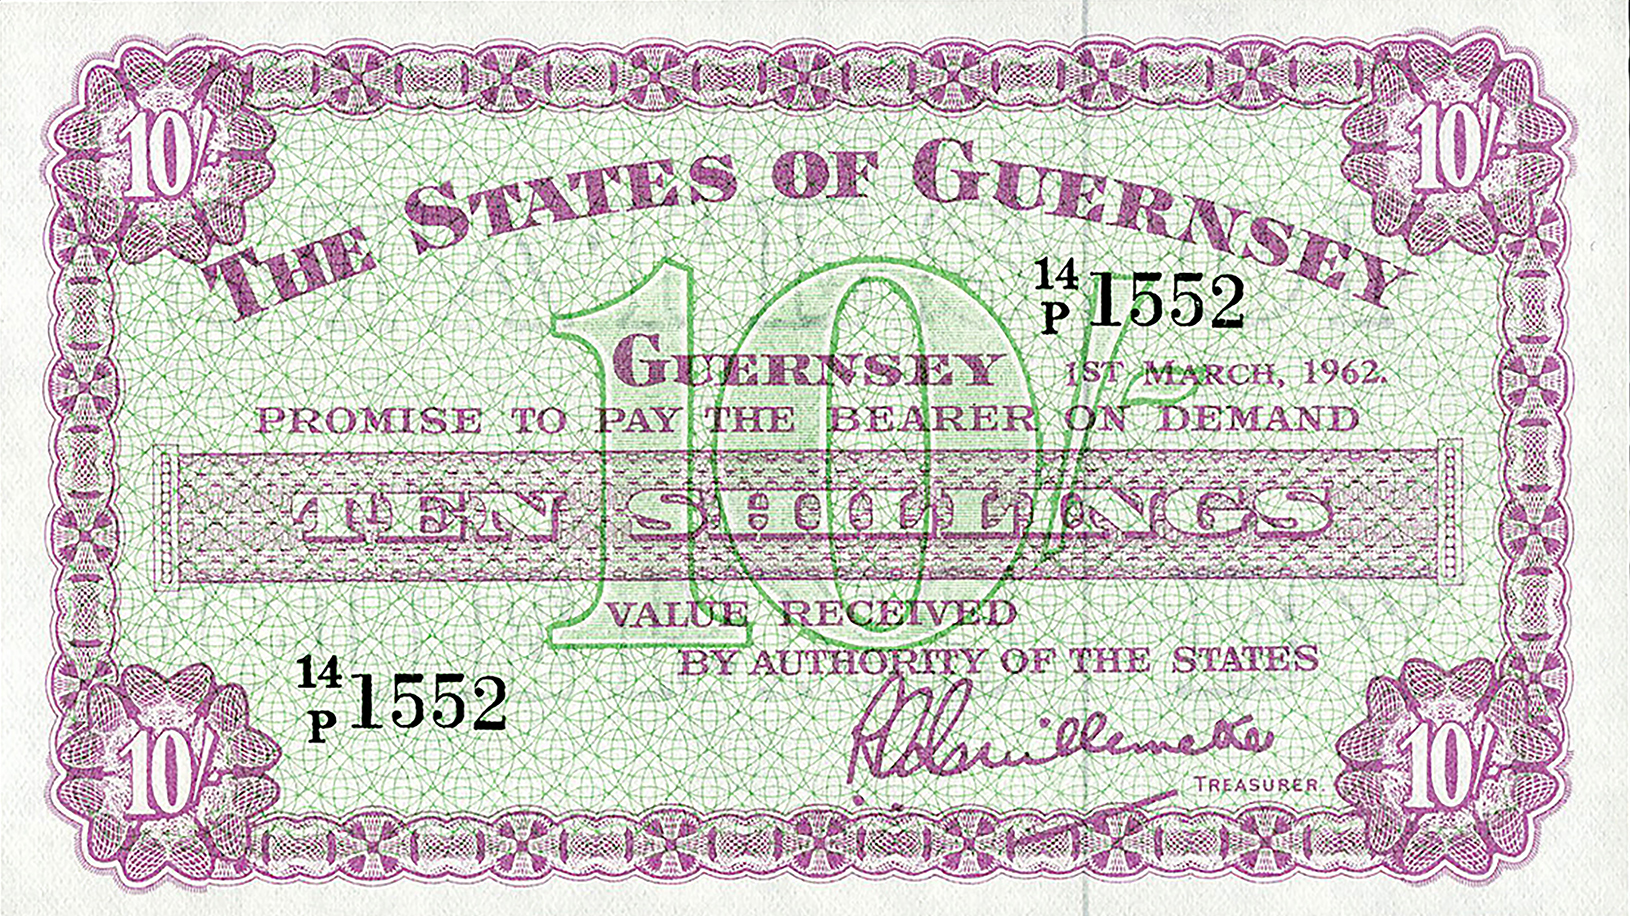 10/- 10/-
THE STATES OF GUERNSEY
10/-
14/P 1552
GUERNSEY 1ST MARCH, 1962.
PROMISE TO PAY THE BEARER ON DEMAND
TEN SHILLINGS
VALUE RECEIVED
BY AUTHORITY OF THE STATES
14/P 1552
TREASURER.
10/- 10/-